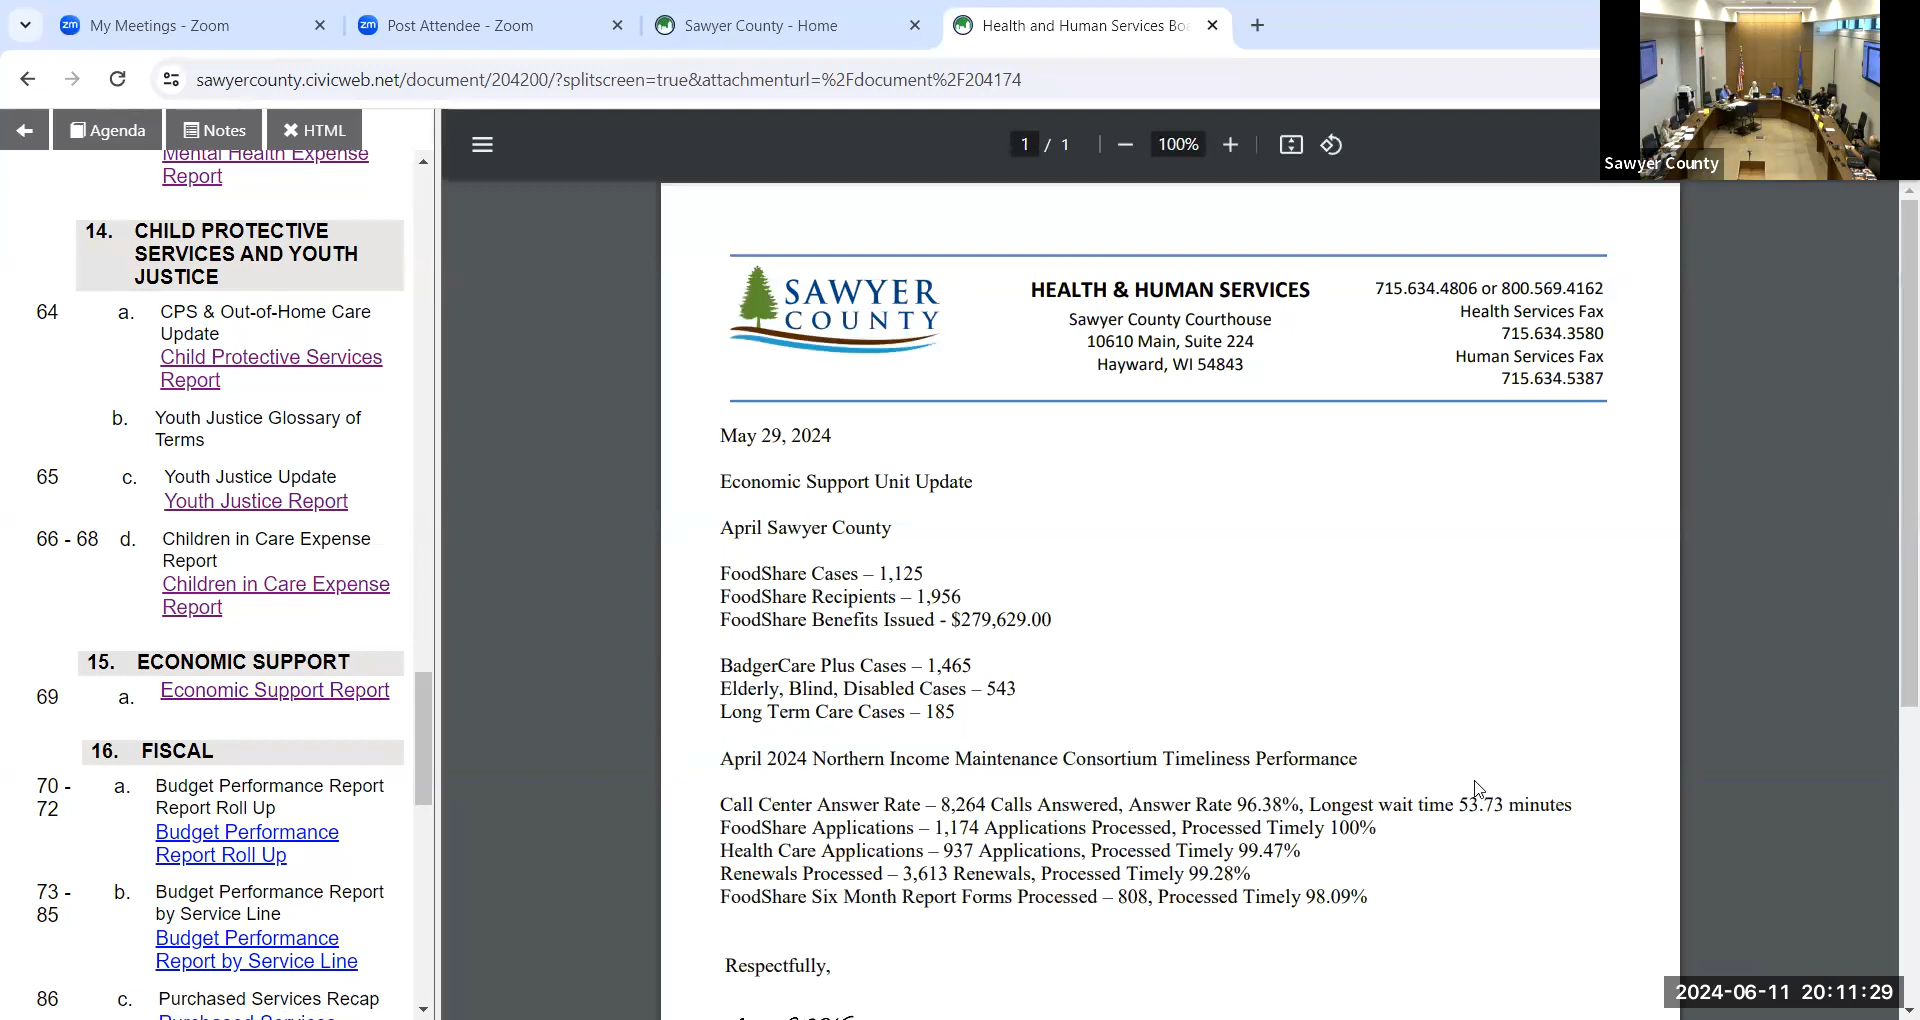 My Meetings - Zoom
Post Attendee - Zoom
Sawyer County - Home
Health and Human Services Boa
sawyercounty.civicweb.net/document/204200/?splitscreen=true&attachmenturl=%2Fdocument%2F204174
Agenda
Notes
HTML
1 / 1
100%
Sawyer County
Mental Health Expense
Report
14. CHILD PROTECTIVE
SERVICES AND YOUTH
JUSTICE
64 a. CPS & Out-of-Home Care
Update
Child Protective Services
Report
b. Youth Justice Glossary of
Terms
65 c. Youth Justice Update
Youth Justice Report
66 - 68 d. Children in Care Expense
Report
Children in Care Expense
Report
15. ECONOMIC SUPPORT
69 a. Economic Support Report
16. FISCAL
70 - 72 a. Budget Performance Report
Report Roll Up
Budget Performance
Report Roll Up
73 - 85 b. Budget Performance Report
by Service Line
Budget Performance
Report by Service Line
86 c. Purchased Services Recap
Purchased Services
SAWYER
COUNTY
HEALTH & HUMAN SERVICES
Sawyer County Courthouse
10610 Main, Suite 224
Hayward, WI 54843
715.634.4806 or 800.569.4162
Health Services Fax
715.634.3580
Human Services Fax
715.634.5387
May 29, 2024
Economic Support Unit Update
April Sawyer County
FoodShare Cases – 1,125
FoodShare Recipients – 1,956
FoodShare Benefits Issued - $279,629.00
BadgerCare Plus Cases – 1,465
Elderly, Blind, Disabled Cases – 543
Long Term Care Cases – 185
April 2024 Northern Income Maintenance Consortium Timeliness Performance
Call Center Answer Rate – 8,264 Calls Answered, Answer Rate 96.38%, Longest wait time 53.73 minutes
FoodShare Applications – 1,174 Applications Processed, Processed Timely 100%
Health Care Applications – 937 Applications, Processed Timely 99.47%
Renewals Processed – 3,613 Renewals, Processed Timely 99.28%
FoodShare Six Month Report Forms Processed – 808, Processed Timely 98.09%
Respectfully,
2024-06-11 20:11:29